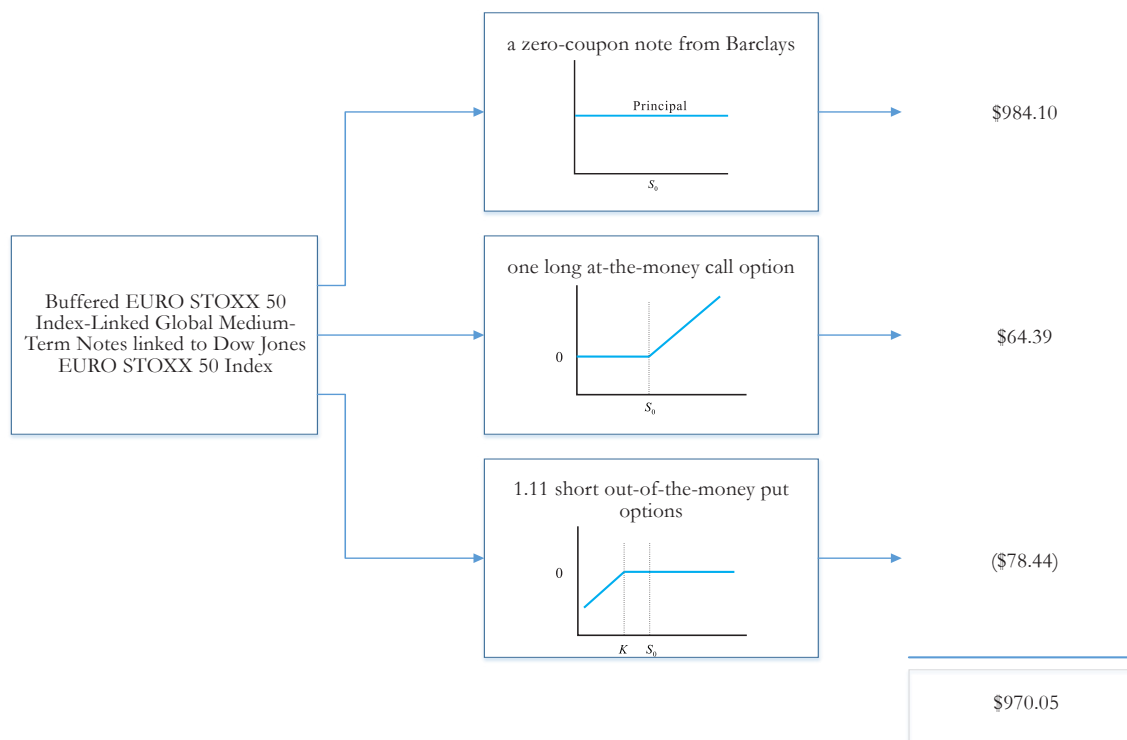 a zero-coupon note from Barclays
Principal
S₀
$984.10
Buffered EURO STOXX 50
Index-Linked Global Medium-
Term Notes linked to Dow Jones
EURO STOXX 50 Index
one long at-the-money call option
0
S₀
$64.39
1.11 short out-of-the-money put
options
0
K S₀
($78.44)
$970.05